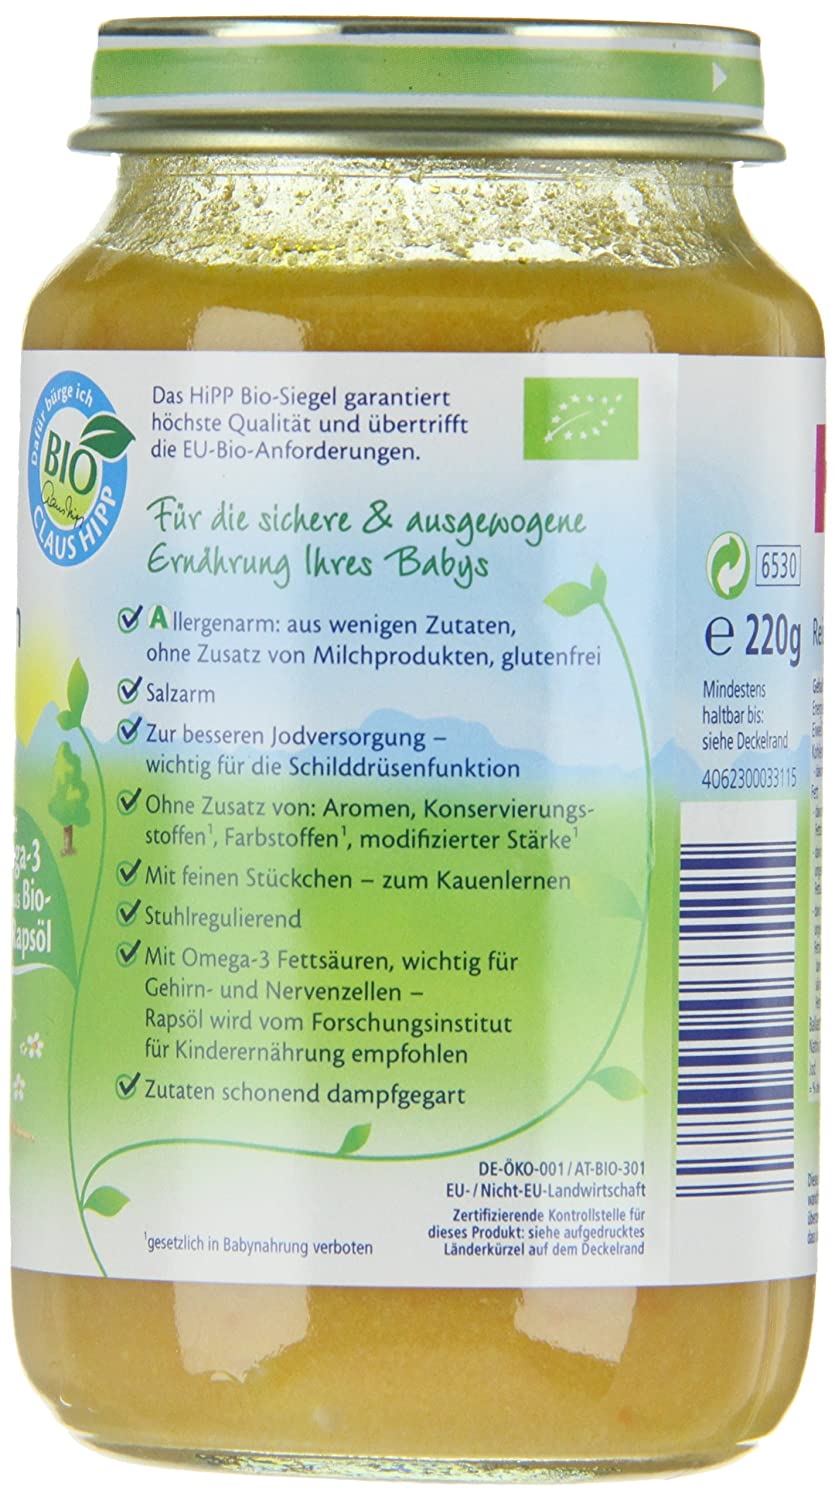 Dafür bürge ich
BIO
CLAUS HIPP
Das HiPP Bio-Siegel garantiert
höchste Qualität und übertrifft
die EU-Bio-Anforderungen.
Für die sichere & ausgewogene
Ernährung Ihres Babys
Allergenarm: aus wenigen Zutaten,
ohne Zusatz von Milchprodukten, glutenfrei
Salzarm
Zur besseren Jodversorgung –
wichtig für die Schilddrüsenfunktion
Ohne Zusatz von: Aromen, Konservierungs-
stoffen¹, Farbstoffen¹, modifizierter Stärke¹
Mit feinen Stückchen – zum Kauenlernen
Stuhlregulierend
Mit Omega-3 Fettsäuren, wichtig für
Gehirn- und Nervenzellen –
Rapsöl wird vom Forschungsinstitut
für Kinderernährung empfohlen
Zutaten schonend dampfgegart
DE-ÖKO-001 / AT-BIO-301
EU- / Nicht-EU-Landwirtschaft
Zertifizierende Kontrollstelle für
dieses Produkt: siehe aufgedrucktes
Länderkürzel auf dem Deckelrand
¹gesetzlich in Babynahrung verboten
6530
e 220g
Mindestens
haltbar bis:
siehe Deckelrand
4062300033115
ga-3
Bio-
apsöl